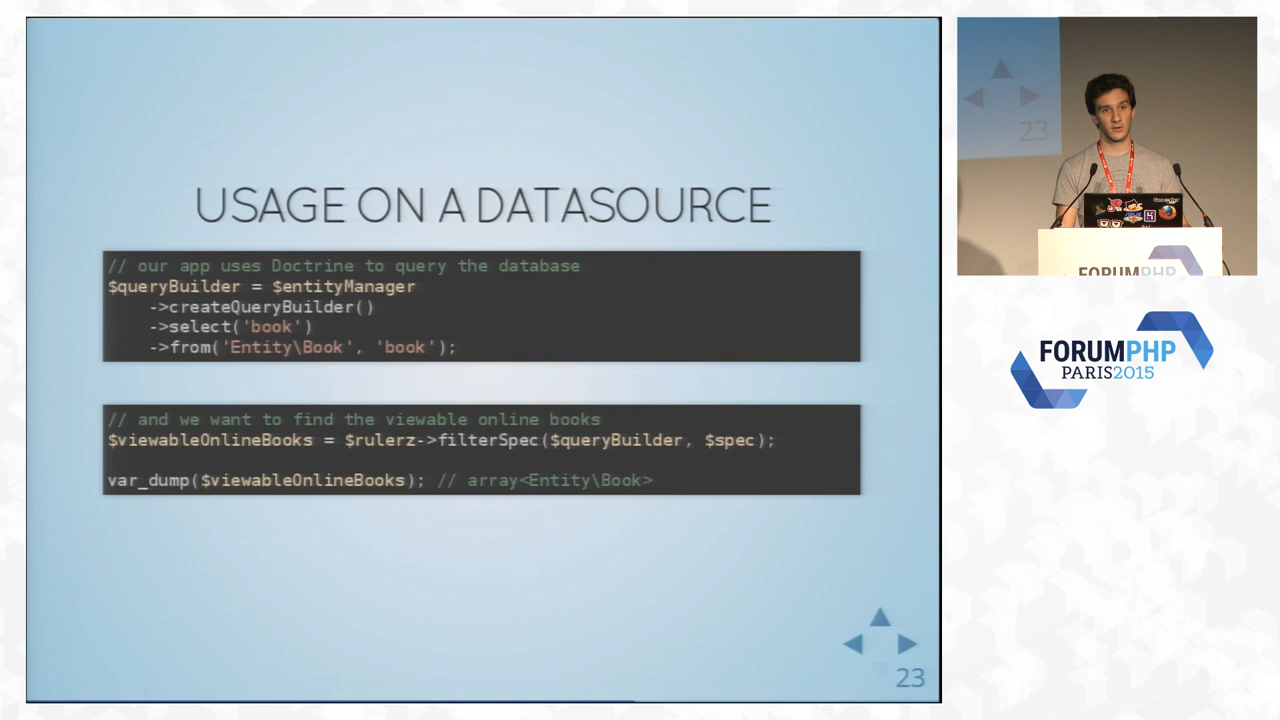 USAGE ON A DATASOURCE
// our app uses Doctrine to query the database
$queryBuilder = $entityManager
->createQueryBuilder()
->select('book')
->from('Entity\Book', 'book');
// and we want to find the viewable online books
$viewableOnlineBooks = $rulerz->filterSpec($queryBuilder, $spec);
var_dump($viewableOnlineBooks); // array<Entity\Book>
23
23
FORUMPHP
FORUMPHP
PARIS2015